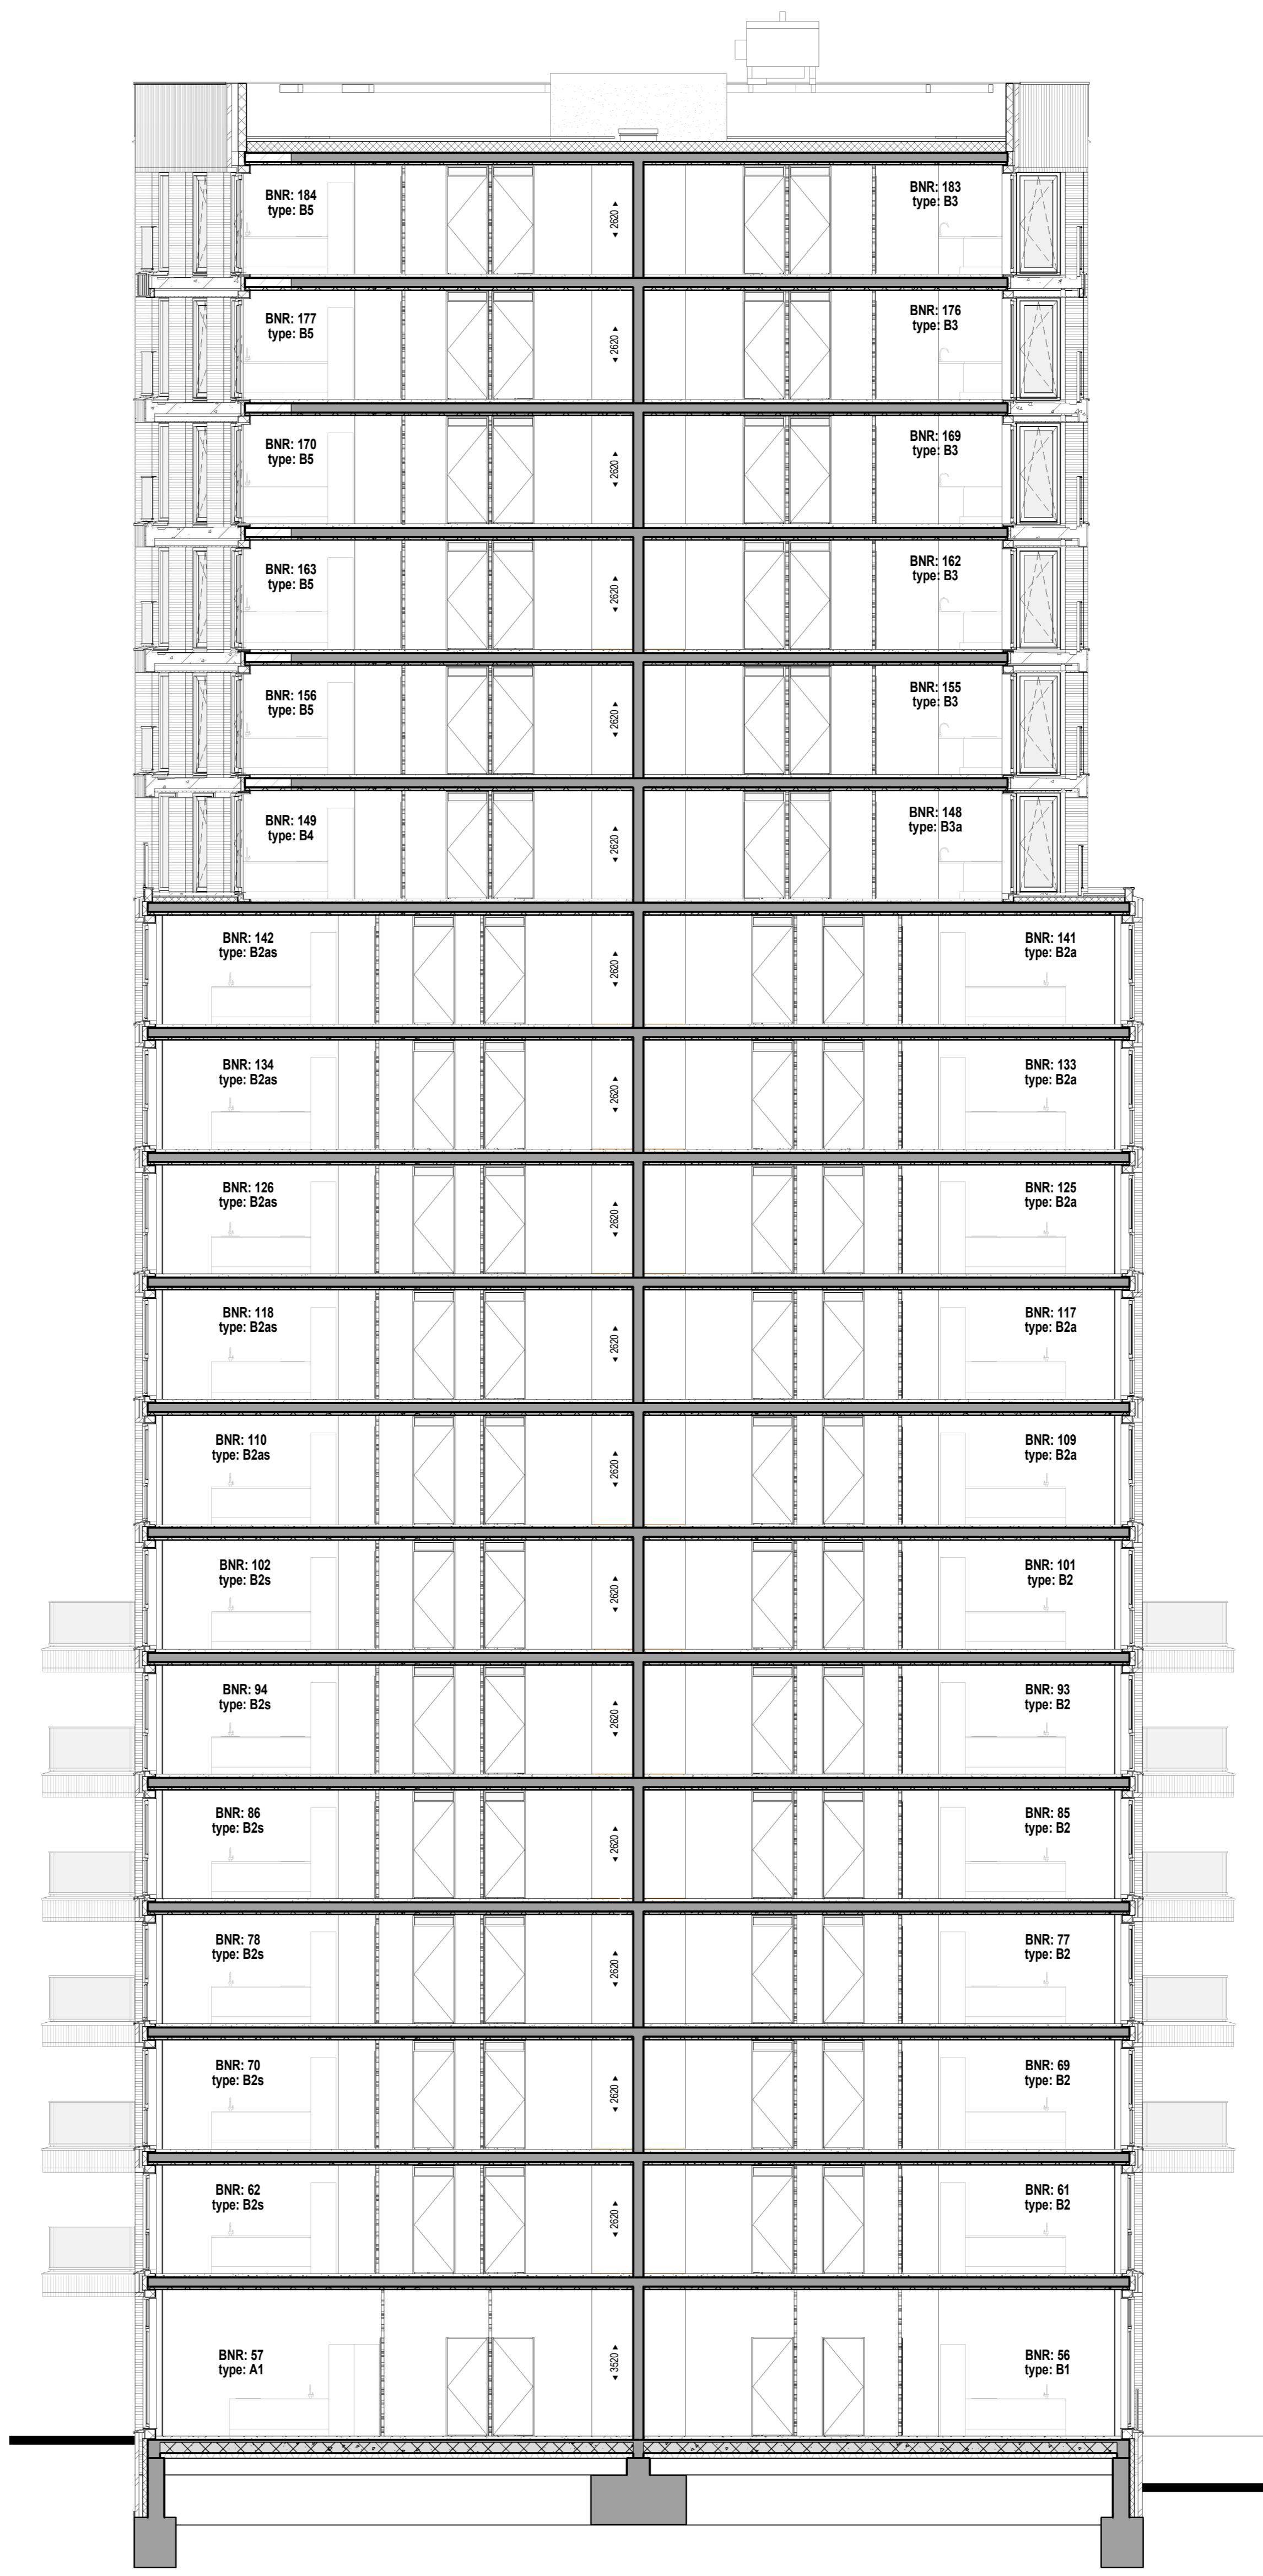 BNR: 184
type: B5
2620
BNR: 183
type: B3
BNR: 177
type: B5
2620
BNR: 176
type: B3
BNR: 170
type: B5
2620
BNR: 169
type: B3
BNR: 163
type: B5
2620
BNR: 162
type: B3
BNR: 156
type: B5
2620
BNR: 155
type: B3
BNR: 149
type: B4
2620
BNR: 148
type: B3a
BNR: 142
type: B2as
2620
BNR: 141
type: B2a
BNR: 134
type: B2as
2620
BNR: 133
type: B2a
BNR: 126
type: B2as
2620
BNR: 125
type: B2a
BNR: 118
type: B2as
2620
BNR: 117
type: B2a
BNR: 110
type: B2as
2620
BNR: 109
type: B2a
BNR: 102
type: B2s
2620
BNR: 101
type: B2
BNR: 94
type: B2s
2620
BNR: 93
type: B2
BNR: 86
type: B2s
2620
BNR: 85
type: B2
BNR: 78
type: B2s
2620
BNR: 77
type: B2
BNR: 70
type: B2s
2620
BNR: 69
type: B2
BNR: 62
type: B2s
2620
BNR: 61
type: B2
BNR: 57
type: A1
3520
BNR: 56
type: B1